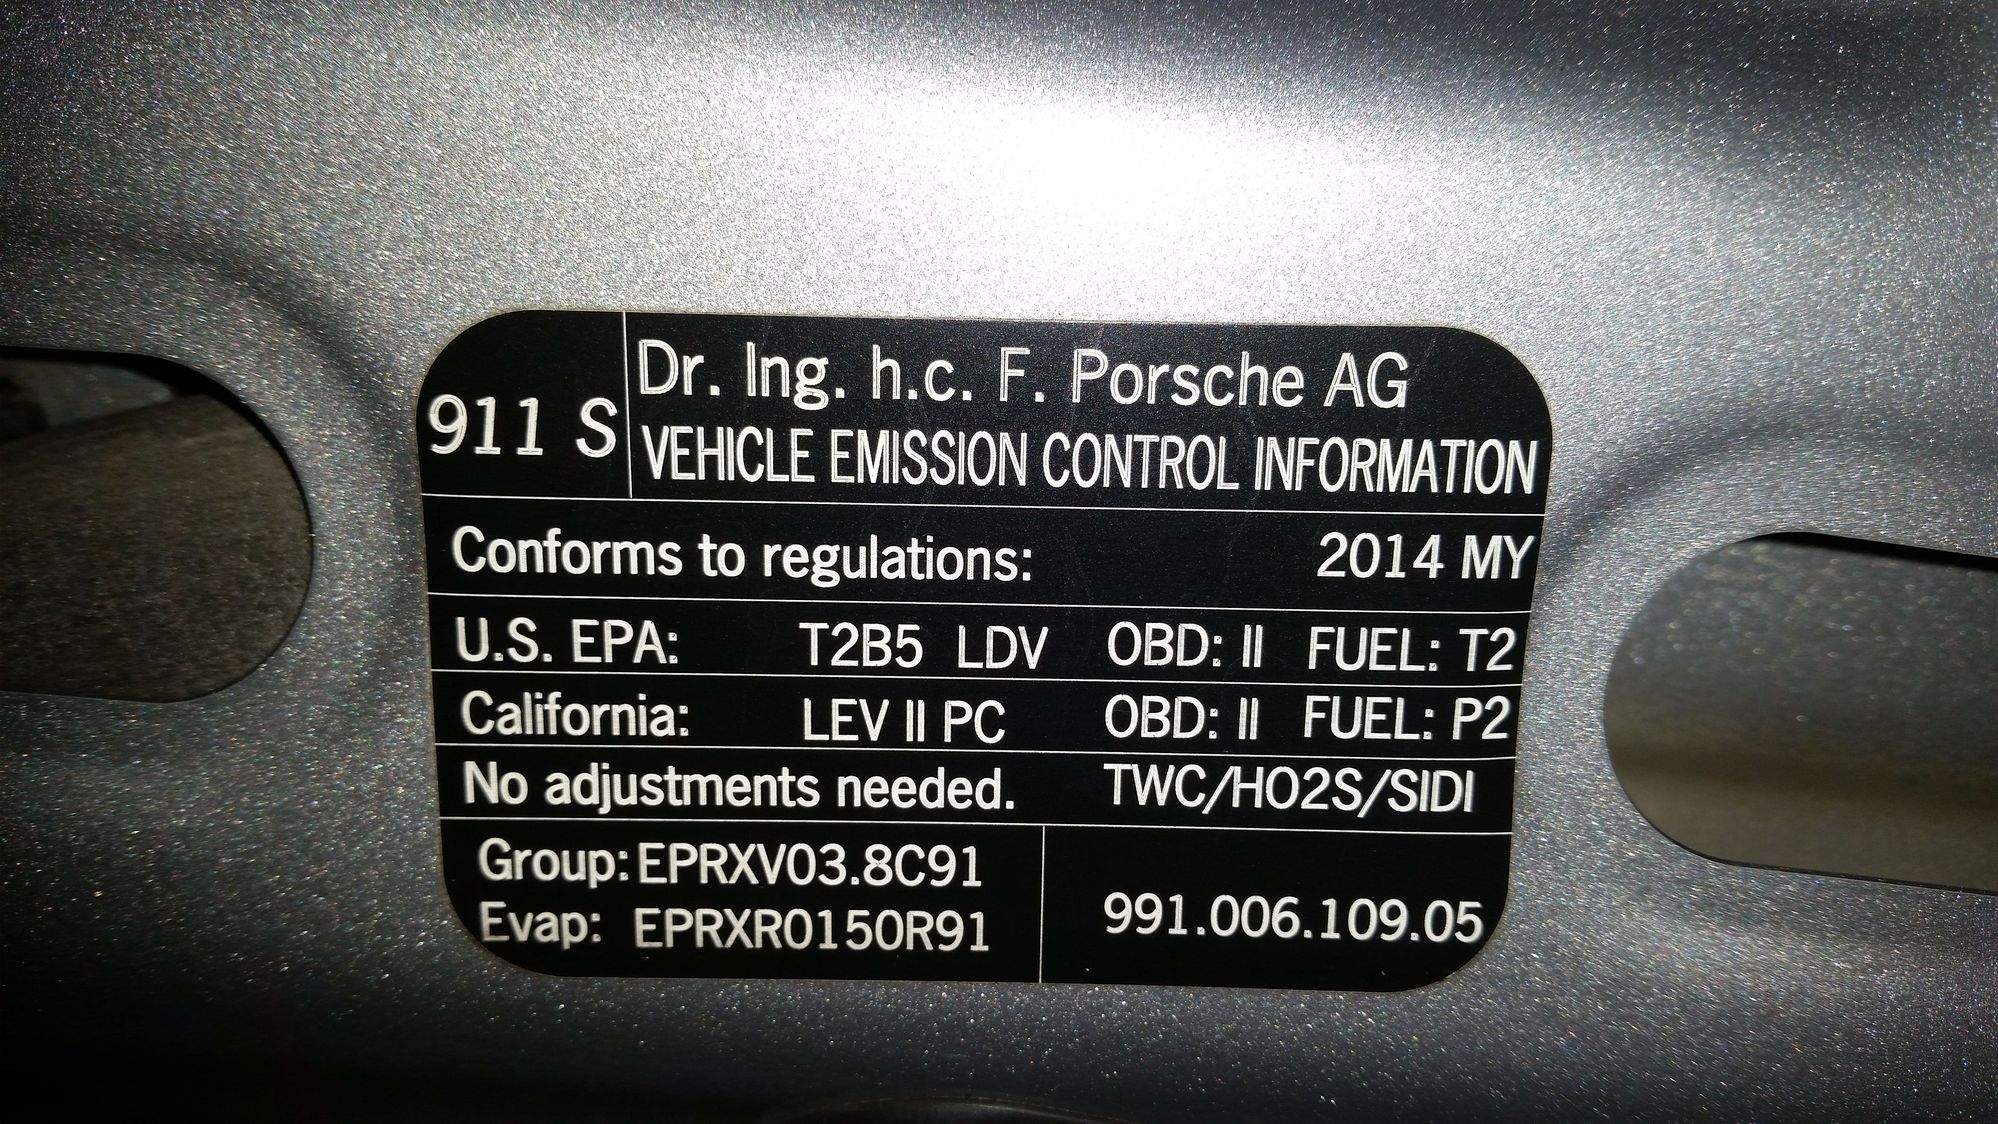 911 S
Dr. Ing. h.c. F. Porsche AG
VEHICLE EMISSION CONTROL INFORMATION
Conforms to regulations: 2014 MY
U.S. EPA: T2B5 LDV OBD: II FUEL: T2
California: LEV II PC OBD: II FUEL: P2
No adjustments needed. TWC/HO2S/SIDI
Group: EPRXV03.8C91
Evap: EPRXR0150R91
991.006.109.05